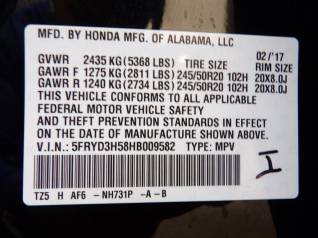 MFD. BY HONDA MFG. OF ALABAMA, LLC
02/'17
GVWR 2435 KG (5368 LBS) TIRE SIZE RIM SIZE
GAWR F 1275 KG (2811 LBS) 245/50R20 102H 20X8.0J
GAWR R 1240 KG (2734 LBS) 245/50R20 102H 20X8.0J
THIS VEHICLE CONFORMS TO ALL APPLICABLE
FEDERAL MOTOR VEHICLE SAFETY
AND THEFT PREVENTION STANDARDS IN EFFECT
ON THE DATE OF MANUFACTURE SHOWN ABOVE.
V.I.N.: 5FRYD3H58HB009582 TYPE: MPV
TZ5 H AF6 -NH731P -A-B